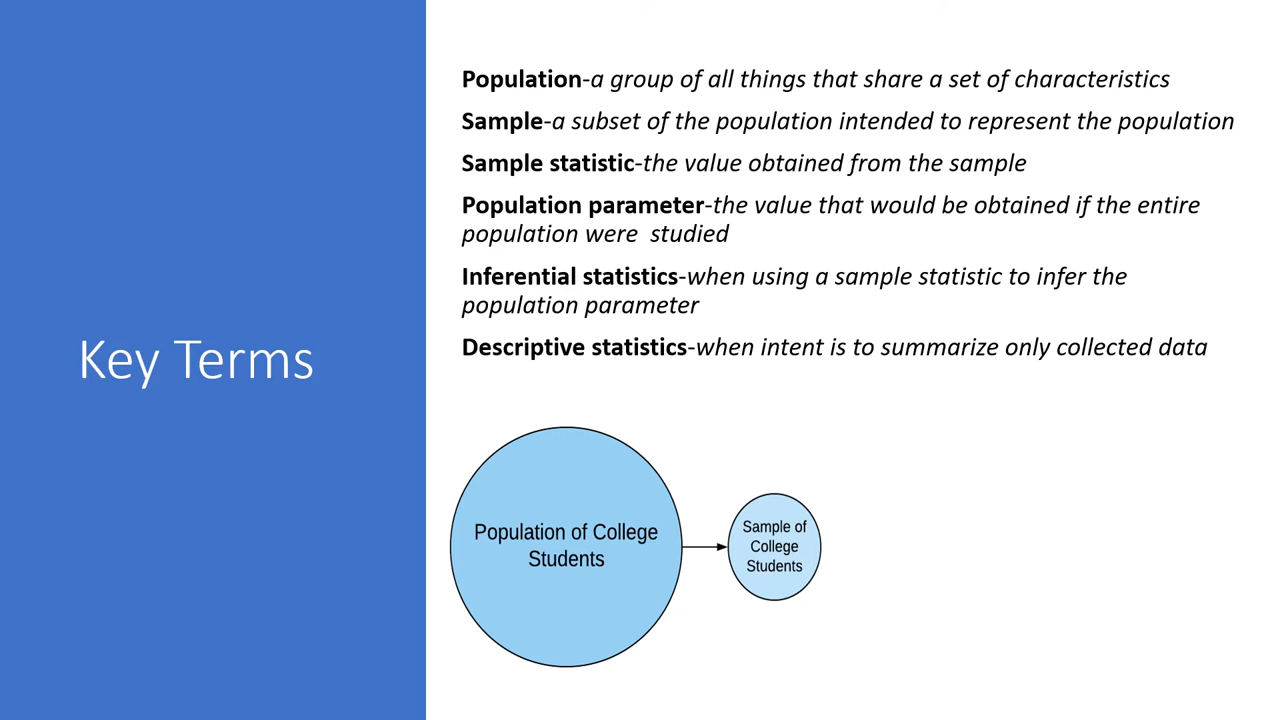 Key Terms
Population-a group of all things that share a set of characteristics
Sample-a subset of the population intended to represent the population
Sample statistic-the value obtained from the sample
Population parameter-the value that would be obtained if the entire
population were  studied
Inferential statistics-when using a sample statistic to infer the
population parameter
Descriptive statistics-when intent is to summarize only collected data
Population of College
Students
Sample of
College
Students